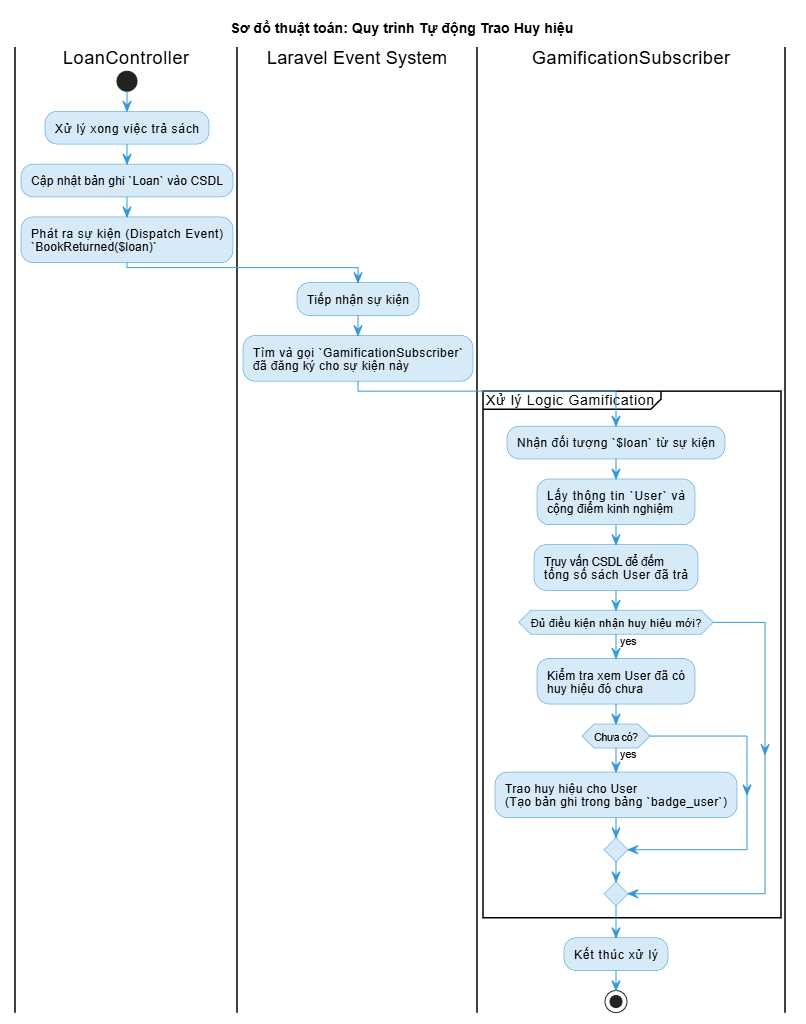 Sơ đồ thuật toán: Quy trình Tự động Trao Huy hiệu
LoanController
Laravel Event System
GamificationSubscriber
Xử lý xong việc trả sách
Cập nhật bản ghi `Loan` vào CSDL
Phát ra sự kiện (Dispatch Event)
`BookReturned($loan)`
Tiếp nhận sự kiện
Tìm và gọi `GamificationSubscriber`
đã đăng ký cho sự kiện này
Xử lý Logic Gamification
Nhận đối tượng `$loan` từ sự kiện
Lấy thông tin `User` và
cộng điểm kinh nghiệm
Truy vấn CSDL để đếm
tổng số sách User đã trả
Đủ điều kiện nhận huy hiệu mới?
yes
Kiểm tra xem User đã có
huy hiệu đó chưa
Chưa có?
yes
Trao huy hiệu cho User
(Tạo bản ghi trong bảng `badge_user`)
Kết thúc xử lý